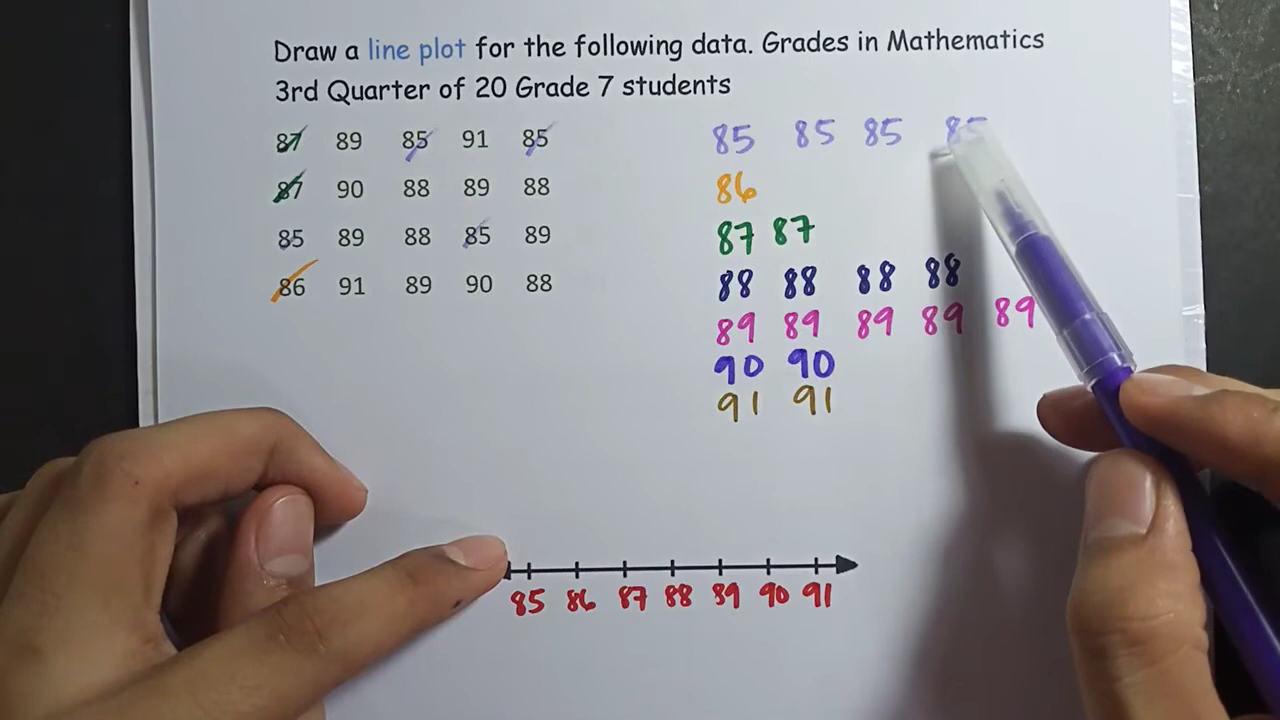 Draw a line plot for the following data. Grades in Mathematics
3rd Quarter of 20 Grade 7 students
87 89 85 91 85
87 90 88 89 88
85 89 88 85 89
86 91 89 90 88
85 85 85 85
86
87 87
88 88 88 88
89 89 89 89 89
90 90
91 91
85 86 87 88 89 90 91